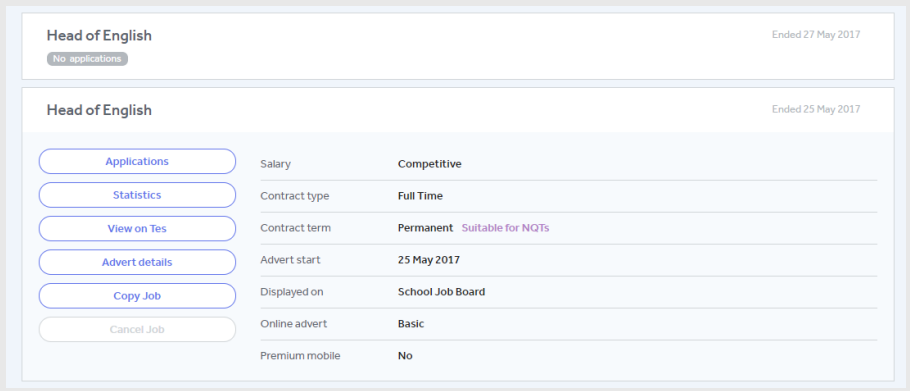 Head of English
Ended 27 May 2017
No applications
Head of English
Ended 25 May 2017
Applications
Statistics
View on Tes
Advert details
Copy Job
Cancel Job
Salary Competitive
Contract type Full Time
Contract term Permanent Suitable for NQTs
Advert start 25 May 2017
Displayed on School Job Board
Online advert Basic
Premium mobile No